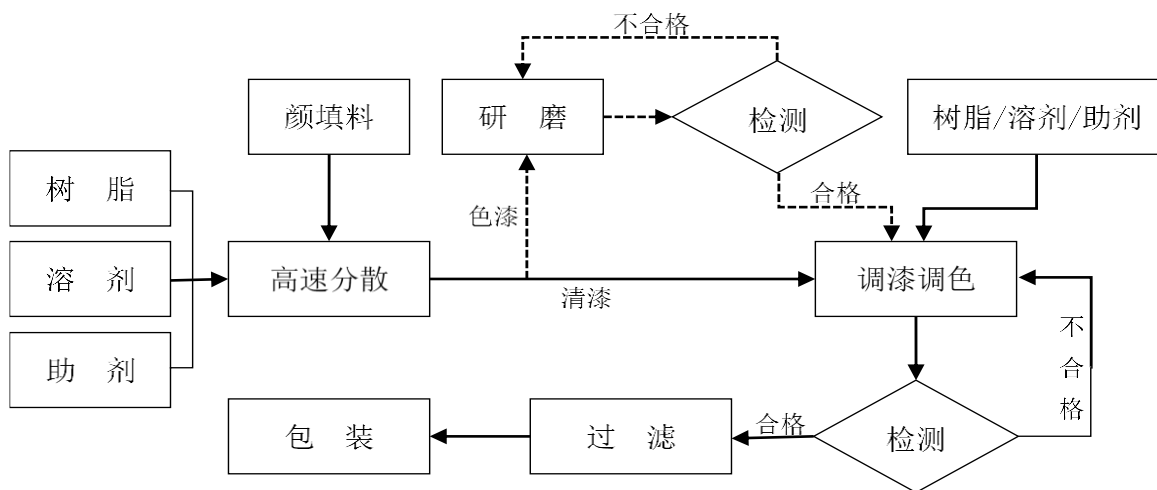 不合格
颜填料
研 磨
检测
树脂/溶剂/助剂
树 脂
色漆
合格
溶 剂
高速分散
清漆
调漆调色
助 剂
不合格
包 装
过 滤
合格
检测